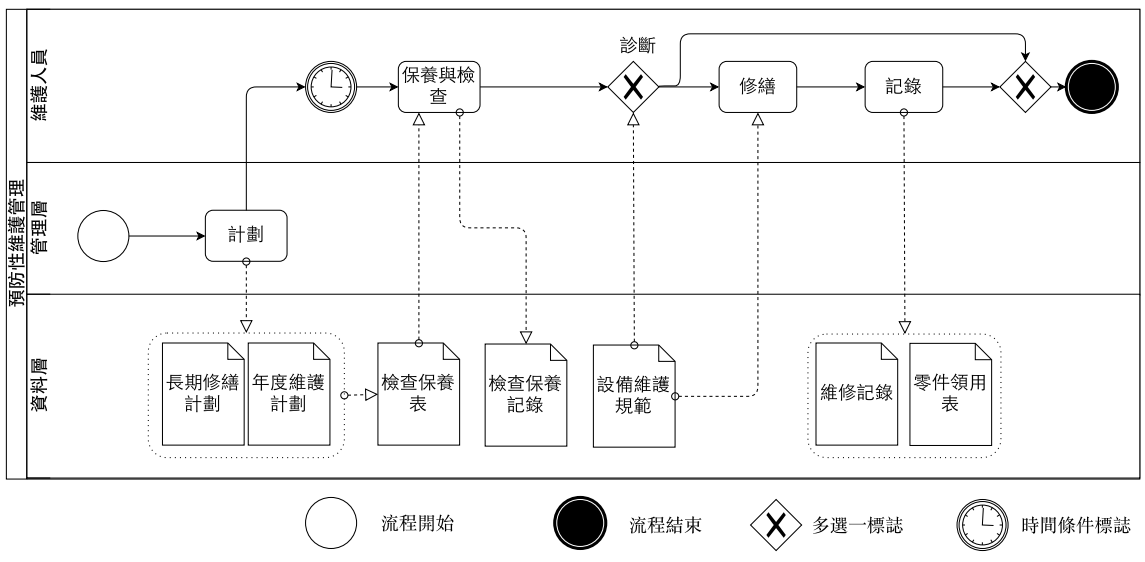 預防性維護管理
維護人員
診斷
保養與檢
查
修繕
記錄
管理層
計劃
資料層
長期修繕
計劃
年度維護
計劃
檢查保養
表
檢查保養
記錄
設備維護
規範
維修記錄
零件領用
表
流程開始
流程結束
多選一標誌
時間條件標誌